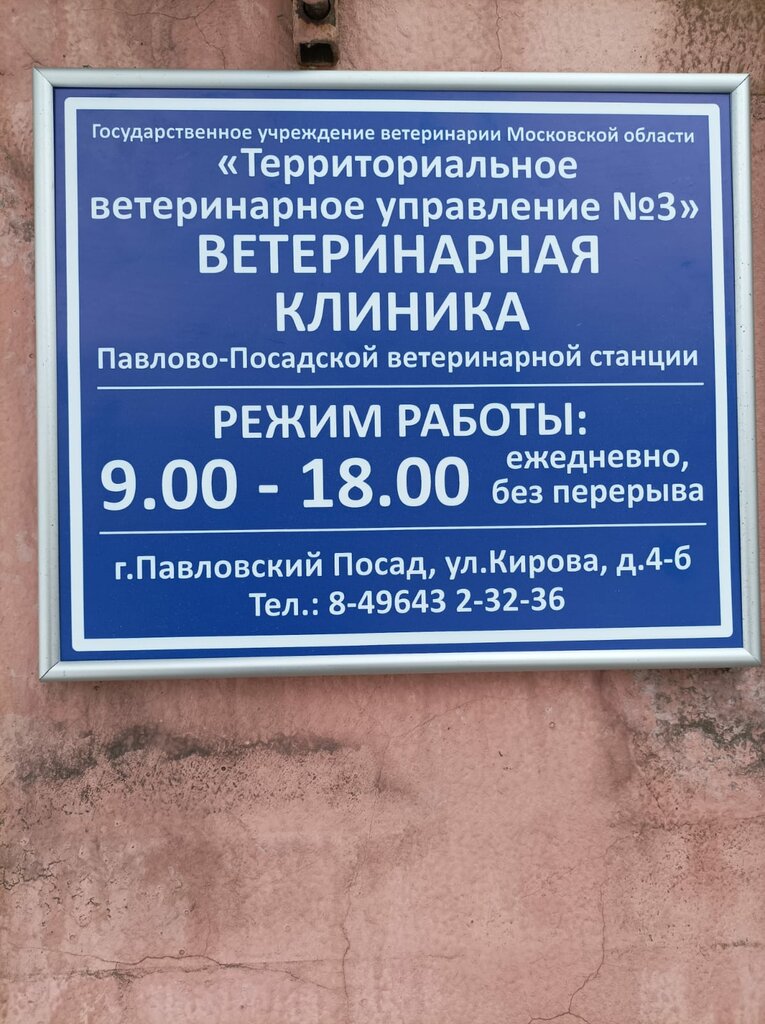 Государственное учреждение ветеринарии Московской области
«Территориальное
ветеринарное управление №3»
ВЕТЕРИНАРНАЯ
КЛИНИКА
Павлово-Посадской ветеринарной станции
РЕЖИМ РАБОТЫ:
9.00 - 18.00 ежедневно,
без перерыва
г.Павловский Посад, ул.Кирова, д.4-б
Тел.: 8-49643 2-32-36